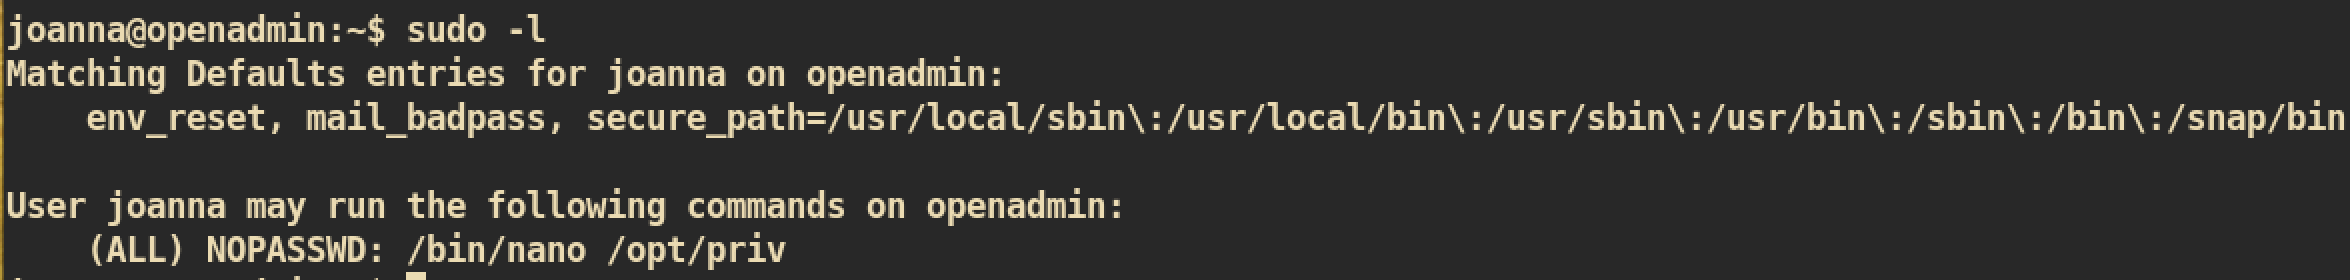 joanna@openadmin:~$ sudo -l
Matching Defaults entries for joanna on openadmin:
    env_reset, mail_badpass, secure_path=/usr/local/sbin\:/usr/local/bin\:/usr/sbin\:/usr/bin\:/sbin\:/bin\:/snap/bin
User joanna may run the following commands on openadmin:
    (ALL) NOPASSWD: /bin/nano /opt/priv